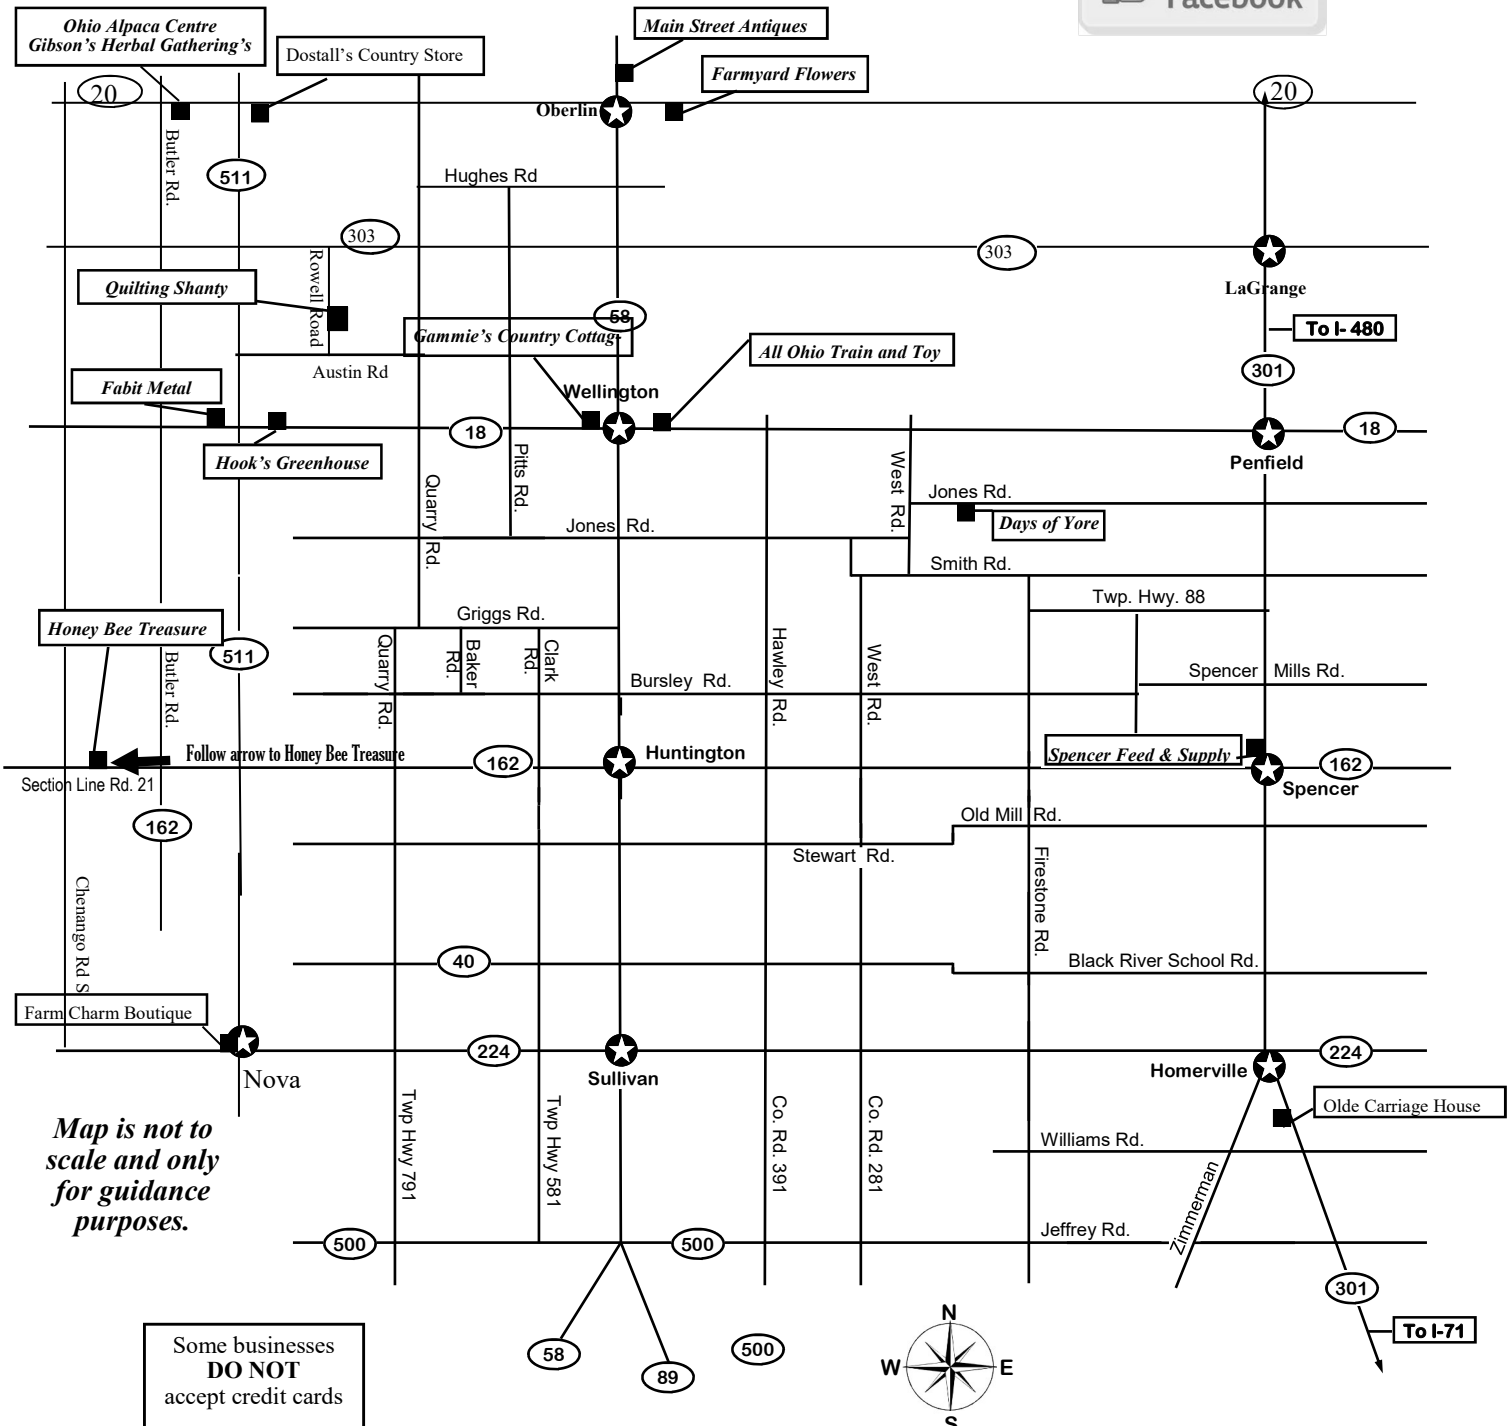 Facebook
Ohio Alpaca Centre
Gibson's Herbal Gathering's
Dostall's Country Store
Main Street Antiques
Farmyard Flowers
20
20
Oberlin
Butler Rd.
511
Hughes Rd
303
303
Rowell Road
LaGrange
Quilting Shanty
58
Gammie's Country Cottag-
To I- 480
All Ohio Train and Toy
Austin Rd
301
Fabit Metal
Wellington
18
18
Hook's Greenhouse
Penfield
Quarry Rd.
Pitts Rd.
West Rd.
Jones Rd.
Jones Rd.
Days of Yore
Smith Rd.
Twp. Hwy. 88
Honey Bee Treasure
Griggs Rd.
511
Butler Rd.
Quarry Rd.
Baker Rd.
Clark Rd.
Hawley Rd.
West Rd.
Bursley Rd.
Spencer Mills Rd.
Follow arrow to Honey Bee Treasure
162
Huntington
Spencer Feed & Supply
162
Section Line Rd. 21
Spencer
162
Old Mill Rd.
Stewart Rd.
Chenango Rd S
Firestone Rd.
40
Black River School Rd.
Farm Charm Boutique
224
224
Nova
Sullivan
Homerville
Twp Hwy 791
Twp Hwy 581
Co. Rd. 391
Co. Rd. 281
Olde Carriage House
Williams Rd.
Map is not to
scale and only
for guidance
purposes.
Zimmerman
500
500
Jeffrey Rd.
301
To I-71
Some businesses
DO NOT
accept credit cards
58
89
500
N
W
E
S